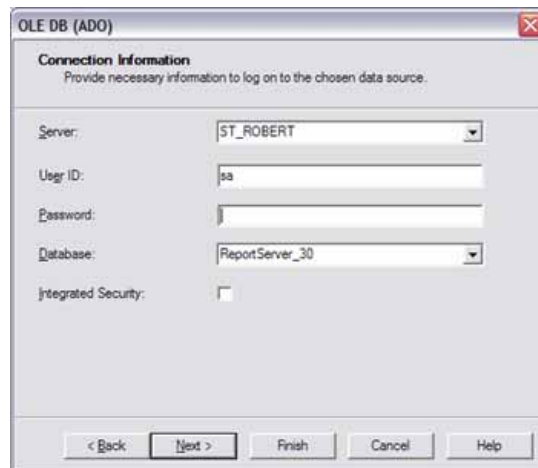 OLE DB (ADO)
Connection Information
Provide necessary information to log on to the chosen data source.
Server: ST_ROBERT
User ID: sa
Password:
Database: ReportServer_30
Integrated Security:
< Back Next > Finish Cancel Help